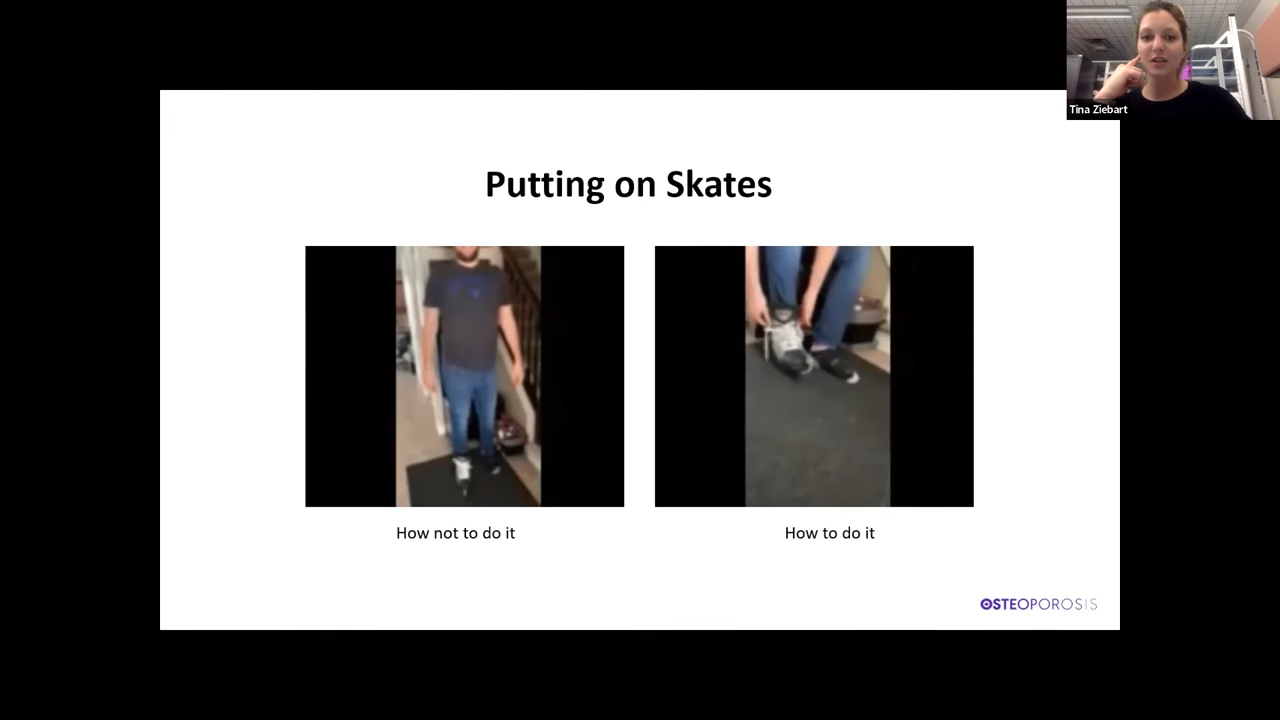 Tina Ziebart
Putting on Skates
How not to do it
How to do it
OSTEOPOROSIS